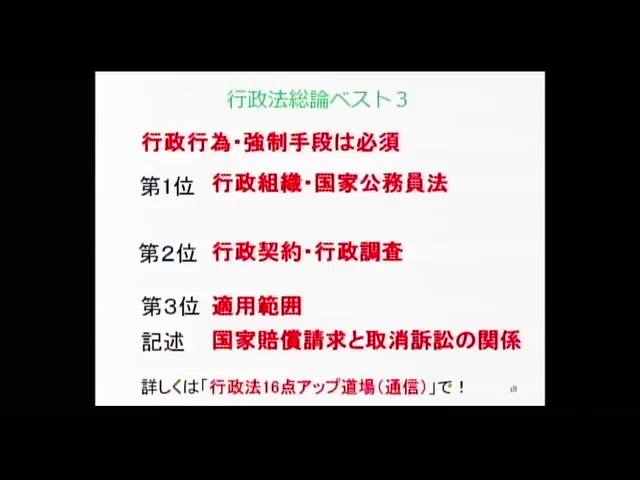 行政法総論ベスト３
行政行為・強制手段は必須
第1位 行政組織・国家公務員法
第２位 行政契約・行政調査
第３位 適用範囲
記述 国家賠償請求と取消訴訟の関係
詳しくは「行政法16点アップ道場（通信）」で！
18